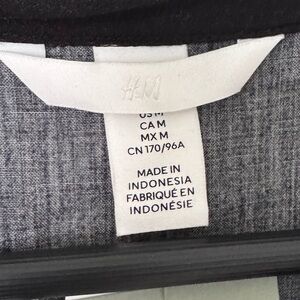 H&M
US M
CA M
MX M
CN 170/96A
MADE IN
INDONESIA
FABRIQUÉ EN
INDONÉSIE